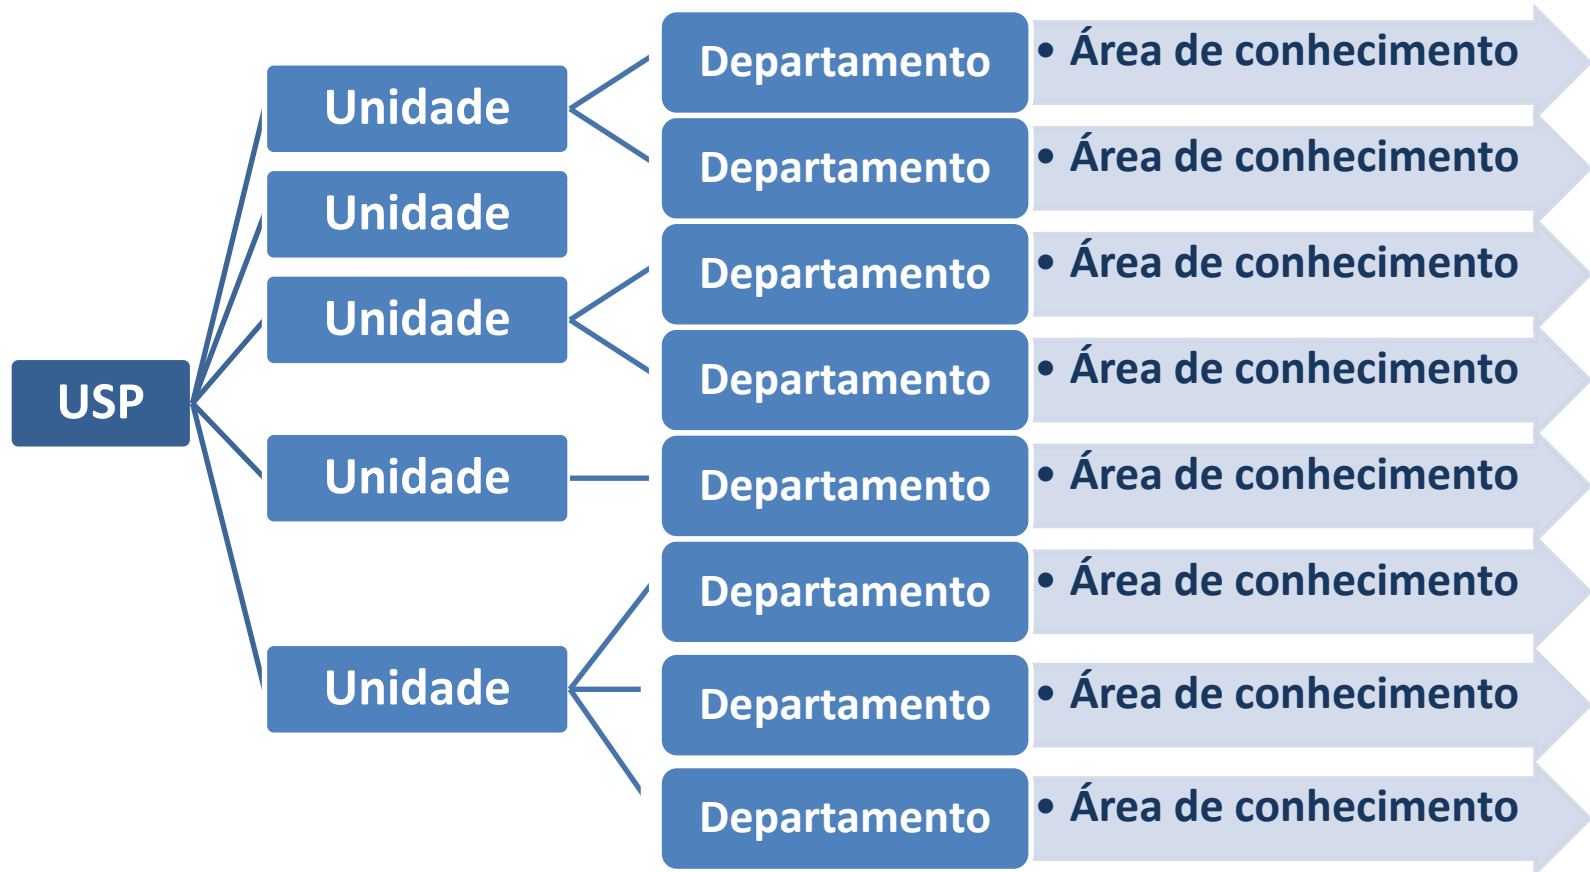 USP
Unidade
Unidade
Unidade
Unidade
Unidade
Departamento
• Área de conhecimento
Departamento
• Área de conhecimento
Departamento
• Área de conhecimento
Departamento
• Área de conhecimento
Departamento
• Área de conhecimento
Departamento
• Área de conhecimento
Departamento
• Área de conhecimento
Departamento
• Área de conhecimento